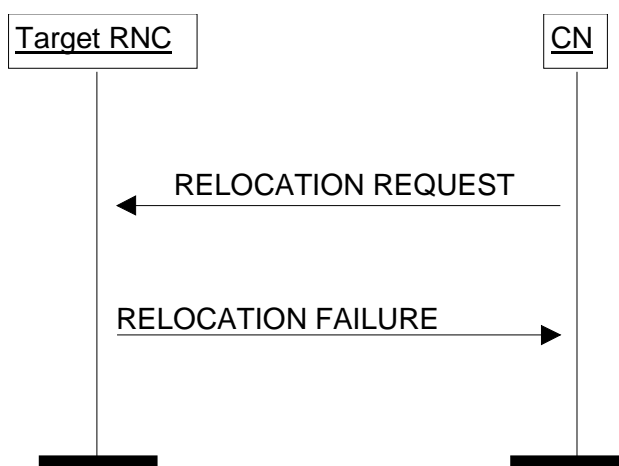 Target RNC
CN
RELOCATION REQUEST
RELOCATION FAILURE